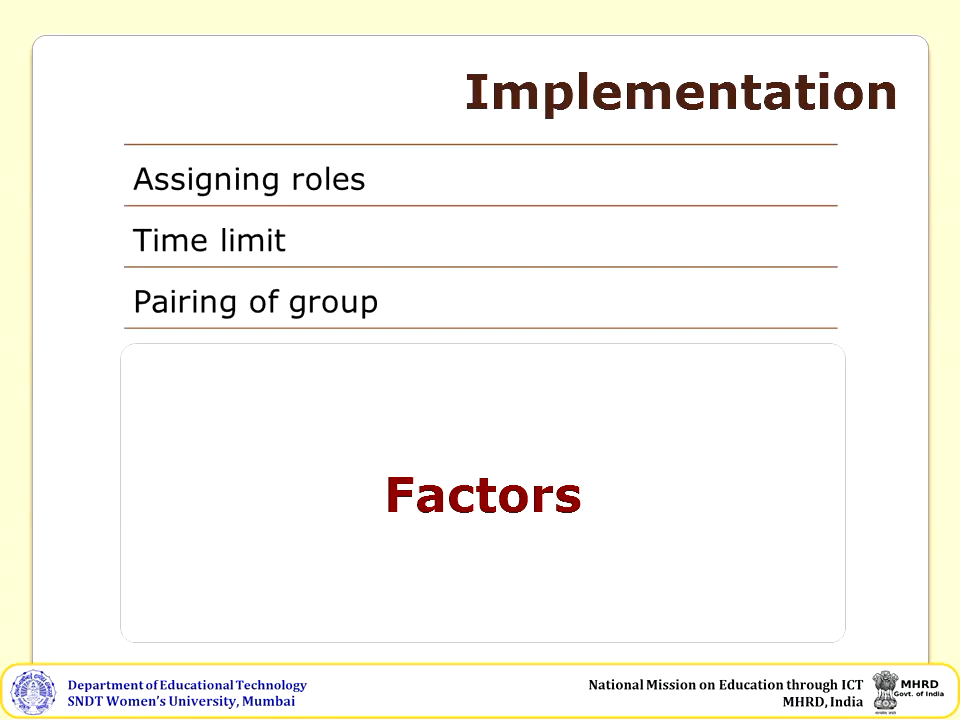 Implementation
Assigning roles
Time limit
Pairing of group
Factors
Department of Educational Technology
SNDT Women's University, Mumbai
National Mission on Education through ICT
MHRD, India
MHRD
Govt. of India